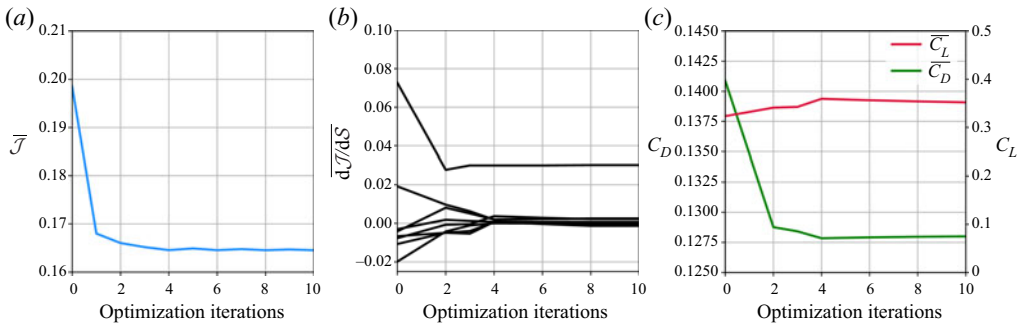 (a)
0.21
0.20
0.19
0.18
0.17
0.16
𝒥̅
0 2 4 6 8 10
Optimization iterations
(b)
0.10
0.08
0.06
0.04
0.02
0.00
–0.02
d𝒥/d𝒮
0 2 4 6 8 10
Optimization iterations
(c)
0.1450
0.1425
0.1400
0.1375
0.1350
0.1325
0.1300
0.1275
0.1250
C_D
C_L
C_D
0.5
0.4
0.3
0.2
0.1
0
C_L
0 2 4 6 8 10
Optimization iterations